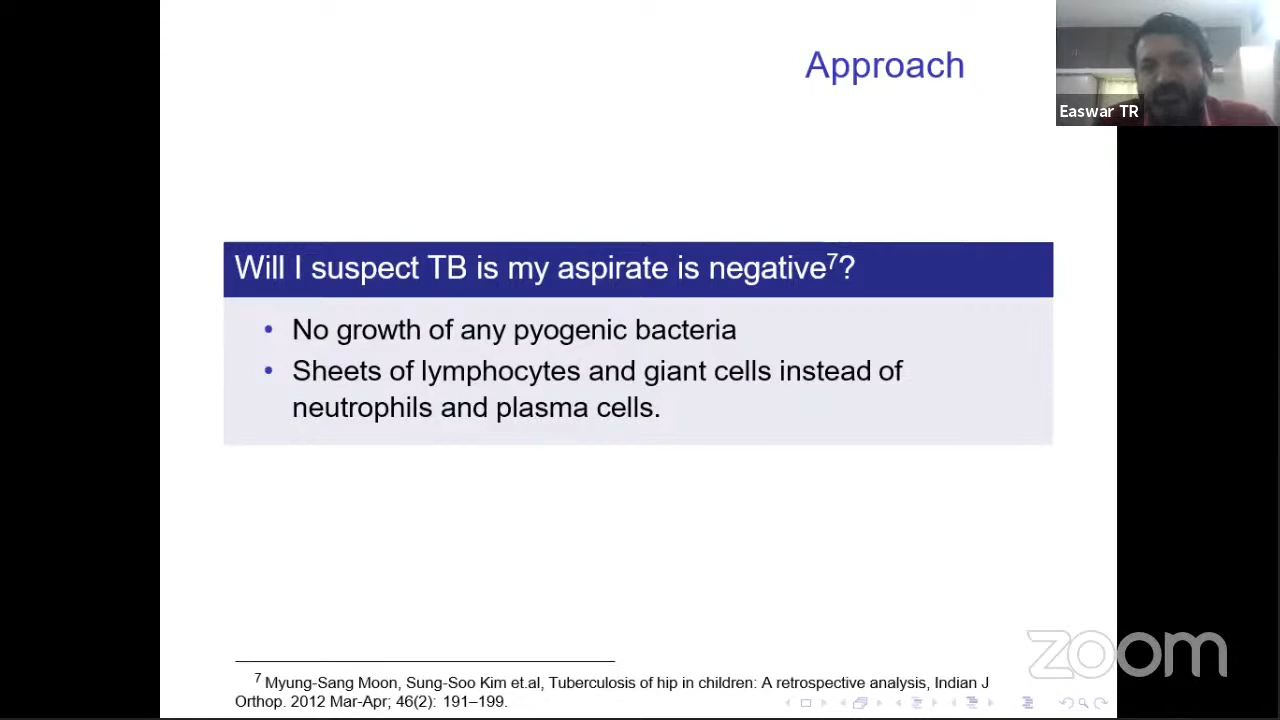 Approach
Easwar TR
Will I suspect TB is my aspirate is negative⁷?
• No growth of any pyogenic bacteria
• Sheets of lymphocytes and giant cells instead of
neutrophils and plasma cells.
⁷ Myung-Sang Moon, Sung-Soo Kim et.al, Tuberculosis of hip in children: A retrospective analysis, Indian J
Orthop. 2012 Mar-Apr; 46(2): 191–199.
zoom